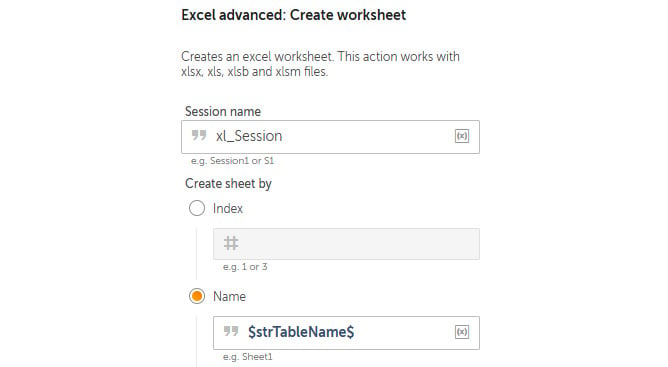 Excel advanced: Create worksheet
Creates an excel worksheet. This action works with
xlsx, xls, xlsb and xlsm files.
Session name
xl_Session
(x)
e.g. Session1 or S1
Create sheet by
Index
#
e.g. 1 or 3
Name
$strTableName$
(x)
e.g. Sheet1